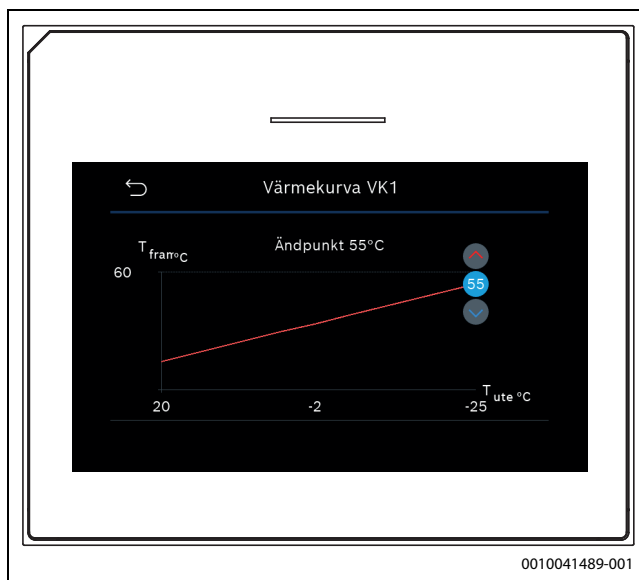 Värmekurva VK1
T fram°C
Ändpunkt 55°C
60
55
T ute °C
20
-2
-25
0010041489-001